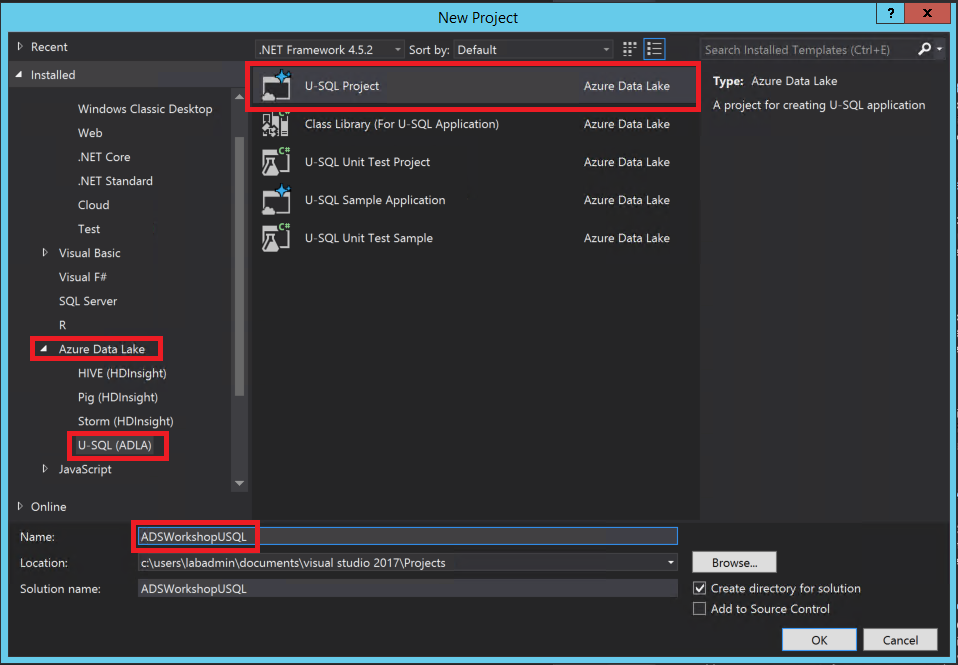 New Project
?
x
Recent
.NET Framework 4.5.2
Sort by:
Default
Search Installed Templates (Ctrl+E)
Installed
Windows Classic Desktop
Web
.NET Core
.NET Standard
Cloud
Test
Visual Basic
Visual F#
SQL Server
R
Azure Data Lake
HIVE (HDInsight)
Pig (HDInsight)
Storm (HDInsight)
U-SQL (ADLA)
JavaScript
Online
U-SQL Project Azure Data Lake
C# Class Library (For U-SQL Application) Azure Data Lake
C# U-SQL Unit Test Project Azure Data Lake
U-SQL Sample Application Azure Data Lake
C# U-SQL Unit Test Sample Azure Data Lake
Type: Azure Data Lake
A project for creating U-SQL application
Name: ADSWorkshopUSQL
Location: c:\users\labadmin\documents\visual studio 2017\Projects
Browse...
Solution name: ADSWorkshopUSQL
Create directory for solution
Add to Source Control
OK
Cancel